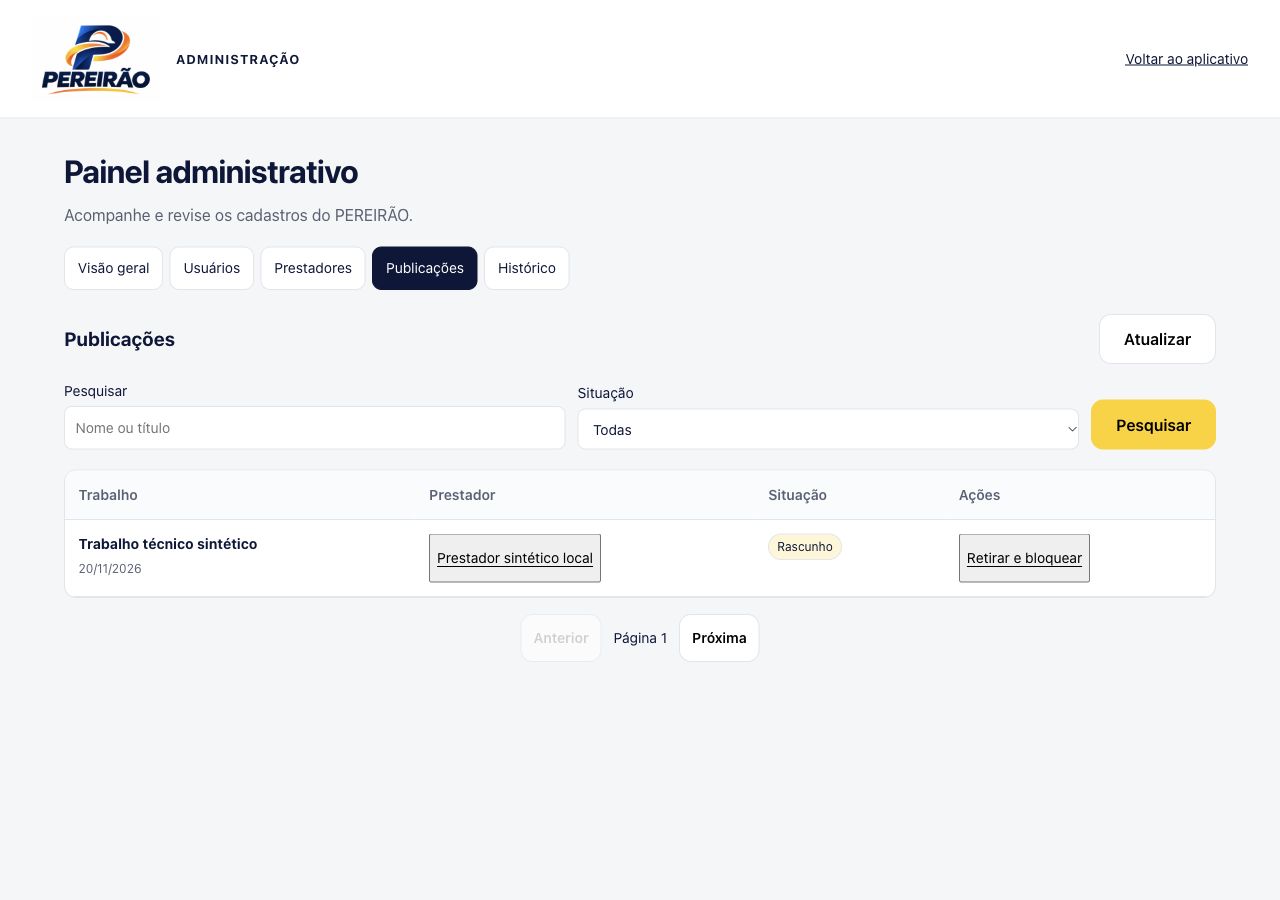 PEREIRÃO
ADMINISTRAÇÃO
Voltar ao aplicativo
Painel administrativo
Acompanhe e revise os cadastros do PEREIRÃO.
Visão geral
Usuários
Prestadores
Publicações
Histórico
Publicações
Atualizar
Pesquisar
Situação
Nome ou título
Todas
Pesquisar
Trabalho
Prestador
Situação
Ações
Trabalho técnico sintético
Prestador sintético local
Rascunho
Retirar e bloquear
20/11/2026
Anterior
Página 1
Próxima